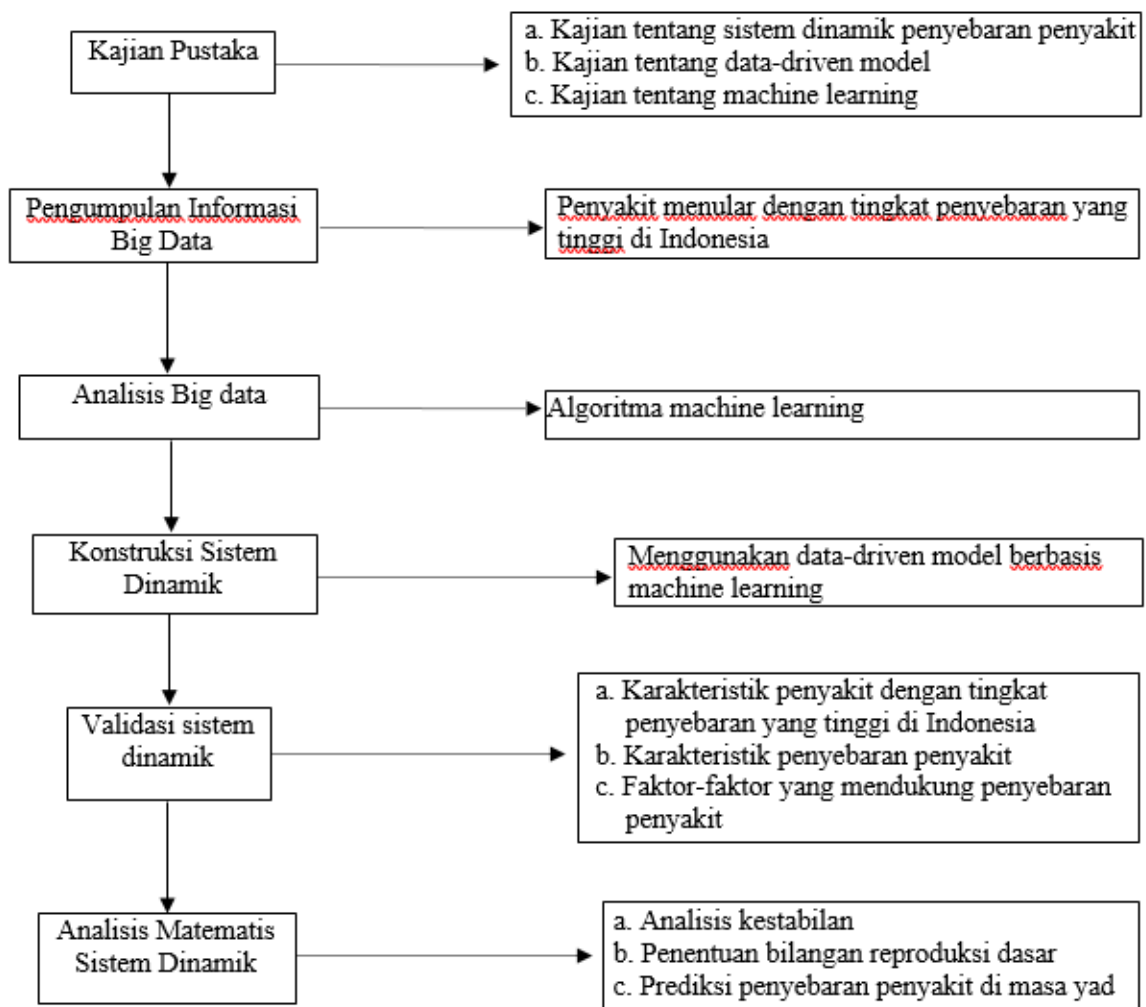 Kajian Pustaka
a. Kajian tentang sistem dinamik penyebaran penyakit
b. Kajian tentang data-driven model
c. Kajian tentang machine learning
Pengumpulan Informasi
Big Data
Penyakit menular dengan tingkat penyebaran yang
tinggi di Indonesia
Analisis Big data
Algoritma machine learning
Konstruksi Sistem
Dinamik
Menggunakan data-driven model berbasis
machine learning
Validasi sistem
dinamik
a. Karakteristik penyakit dengan tingkat
penyebaran yang tinggi di Indonesia
b. Karakteristik penyebaran penyakit
c. Faktor-faktor yang mendukung penyebaran
penyakit
Analisis Matematis
Sistem Dinamik
a. Analisis kestabilan
b. Penentuan bilangan reproduksi dasar
c. Prediksi penyebaran penyakit di masa yad